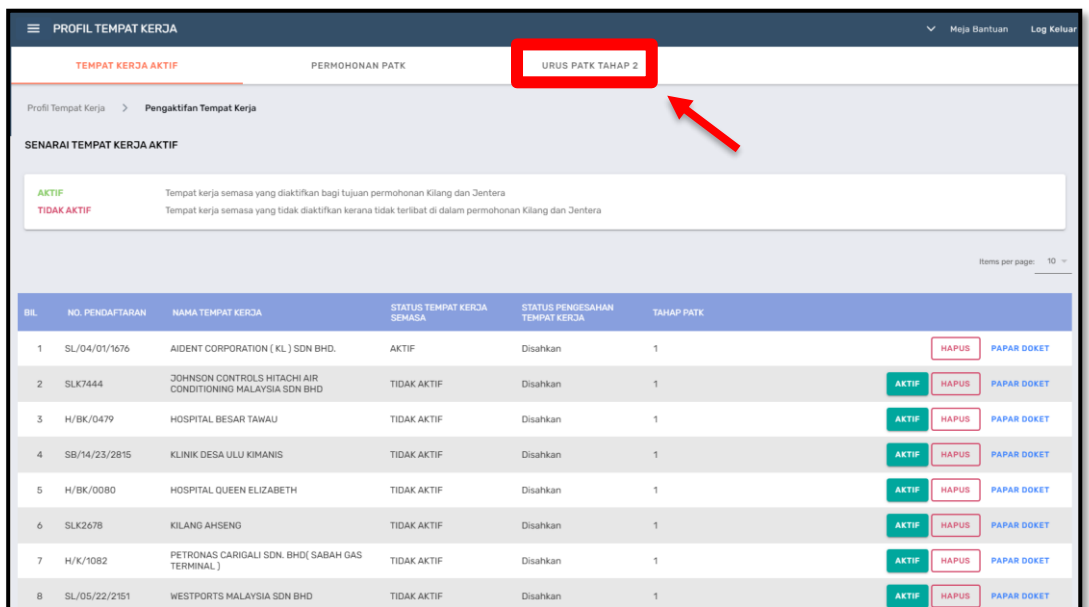 PROFIL TEMPAT KERJA
Meja Bantuan Log Keluar
TEMPAT KERJA AKTIF PERMOHONAN PATK URUS PATK TAHAP 2
Profil Tempat Kerja > Pengaktifan Tempat Kerja
SENARAI TEMPAT KERJA AKTIF
AKTIF Tempat kerja semasa yang diaktifkan bagi tujuan permohonan Kilang dan Jentera
TIDAK AKTIF Tempat kerja semasa yang tidak diaktifkan kerana tidak terlibat di dalam permohonan Kilang dan Jentera
Items per page: 10
BIL NO. PENDAFTARAN NAMA TEMPAT KERJA STATUS TEMPAT KERJA SEMASA STATUS PENGESAHAN TEMPAT KERJA TAHAP PATK
1 SL/04/01/1676 AIDENT CORPORATION ( KL ) SDN BHD. AKTIF Disahkan 1 HAPUS PAPAR DOKET
2 SLK7444 JOHNSON CONTROLS HITACHI AIR CONDITIONING MALAYSIA SDN BHD TIDAK AKTIF Disahkan 1 AKTIF HAPUS PAPAR DOKET
3 H/BK/0479 HOSPITAL BESAR TAWAU TIDAK AKTIF Disahkan 1 AKTIF HAPUS PAPAR DOKET
4 SB/14/23/2815 KLINIK DESA ULU KIMANIS TIDAK AKTIF Disahkan 1 AKTIF HAPUS PAPAR DOKET
5 H/BK/0080 HOSPITAL QUEEN ELIZABETH TIDAK AKTIF Disahkan 1 AKTIF HAPUS PAPAR DOKET
6 SLK2678 KILANG AHSENG TIDAK AKTIF Disahkan 1 AKTIF HAPUS PAPAR DOKET
7 H/K/1082 PETRONAS CARIGALI SDN. BHD( SABAH GAS TERMINAL ) TIDAK AKTIF Disahkan 1 AKTIF HAPUS PAPAR DOKET
8 SL/05/22/2151 WESTPORTS MALAYSIA SDN BHD TIDAK AKTIF Disahkan 1 AKTIF HAPUS PAPAR DOKET